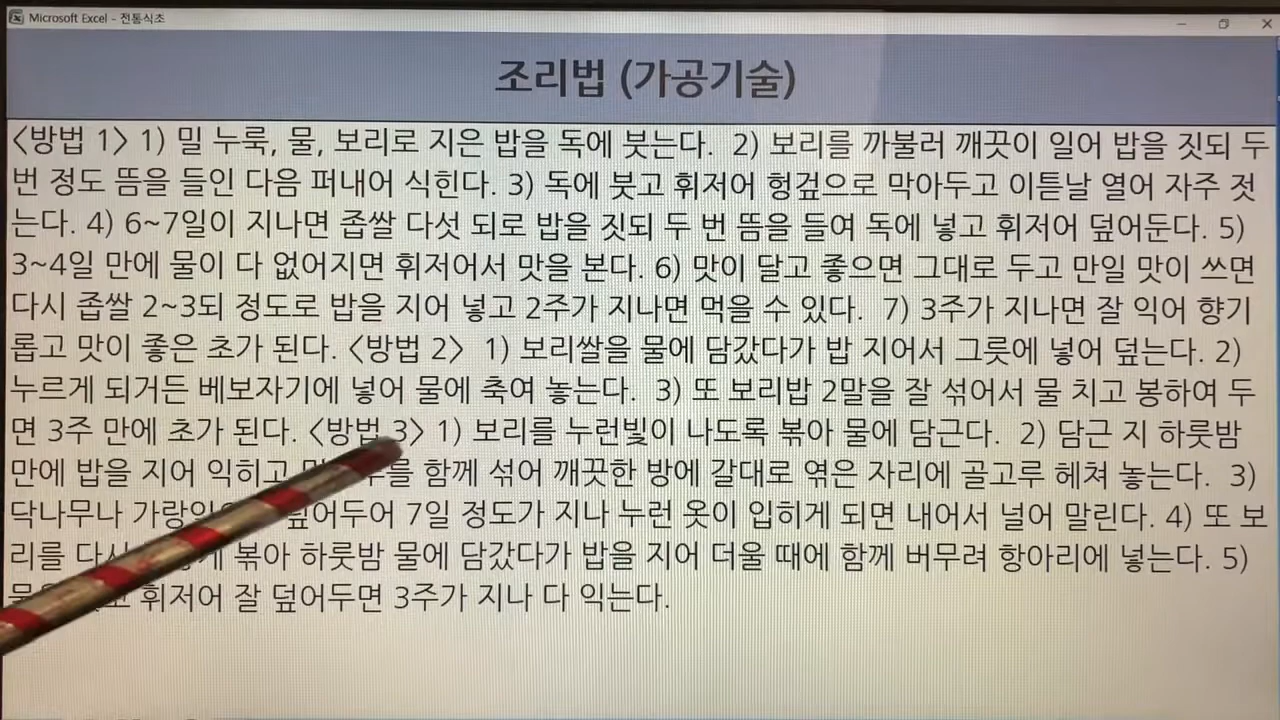 Microsoft Excel - 전통식초
조리법 (가공기술)
<방법 1> 1) 밀 누룩, 물, 보리로 지은 밥을 독에 붓는다. 2) 보리를 까불러 깨끗이 일어 밥을 짓되 두
번 정도 뜸을 들인 다음 퍼내어 식힌다. 3) 독에 붓고 휘저어 헝겊으로 막아두고 이튿날 열어 자주 젓
는다. 4) 6~7일이 지나면 좁쌀 다섯 되로 밥을 짓되 두 번 뜸을 들여 독에 넣고 휘저어 덮어둔다. 5)
3~4일 만에 물이 다 없어지면 휘저어서 맛을 본다. 6) 맛이 달고 좋으면 그대로 두고 만일 맛이 쓰면
다시 좁쌀 2~3되 정도로 밥을 지어 넣고 2주가 지나면 먹을 수 있다. 7) 3주가 지나면 잘 익어 향기
롭고 맛이 좋은 초가 된다. <방법 2> 1) 보리쌀을 물에 담갔다가 밥 지어서 그릇에 넣어 덮는다. 2)
누르게 되거든 베보자기에 넣어 물에 축여 놓는다. 3) 또 보리밥 2말을 잘 섞어서 물 치고 봉하여 두
면 3주 만에 초가 된다. <방법 3> 1) 보리를 누런빛이 나도록 볶아 물에 담근다. 2) 담근 지 하룻밤
만에 밥을 지어 익히고 함께 섞어 깨끗한 방에 갈대로 엮은 자리에 골고루 헤쳐 놓는다. 3)
닥나무나 덮어두어 7일 정도가 지나 누런 옷이 입히게 되면 내어서 널어 말린다. 4) 또 보
리를 볶아 하룻밤 물에 담갔다가 밥을 지어 더울 때에 함께 버무려 항아리에 넣는다. 5)
휘저어 잘 덮어두면 3주가 지나 다 익는다.